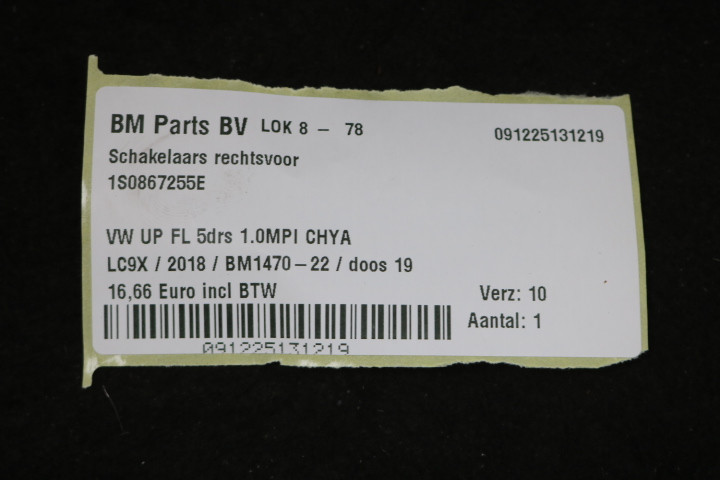 BM Parts BV LOK 8 - 78
091225131219
Schakelaars rechtsvoor
1S0867255E
VW UP FL 5drs 1.0MPI CHYA
LC9X / 2018 / BM1470-22 / doos 19
16,66 Euro incl BTW
Verz: 10
Aantal: 1
091225131219